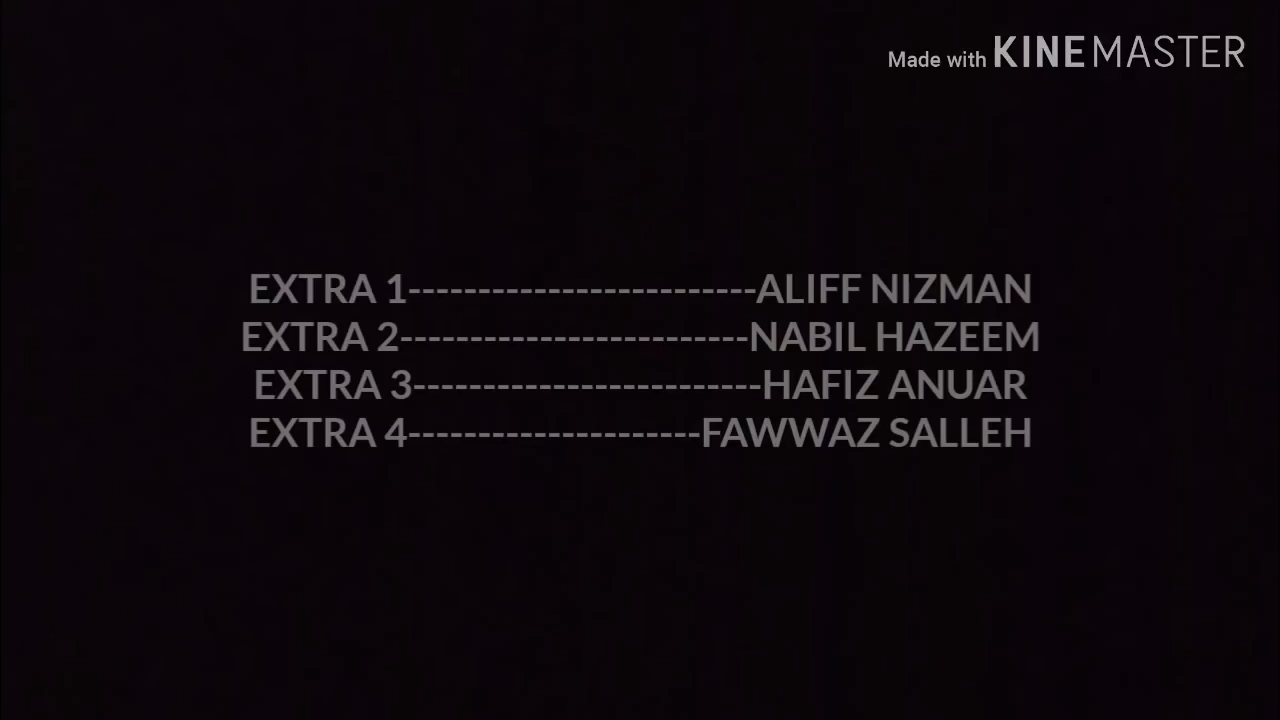 Made with KINEMASTER
EXTRA 1-------------------------ALIFF NIZMAN
EXTRA 2-------------------------NABIL HAZEEM
EXTRA 3-------------------------HAFIZ ANUAR
EXTRA 4---------------------FAWWAZ SALLEH